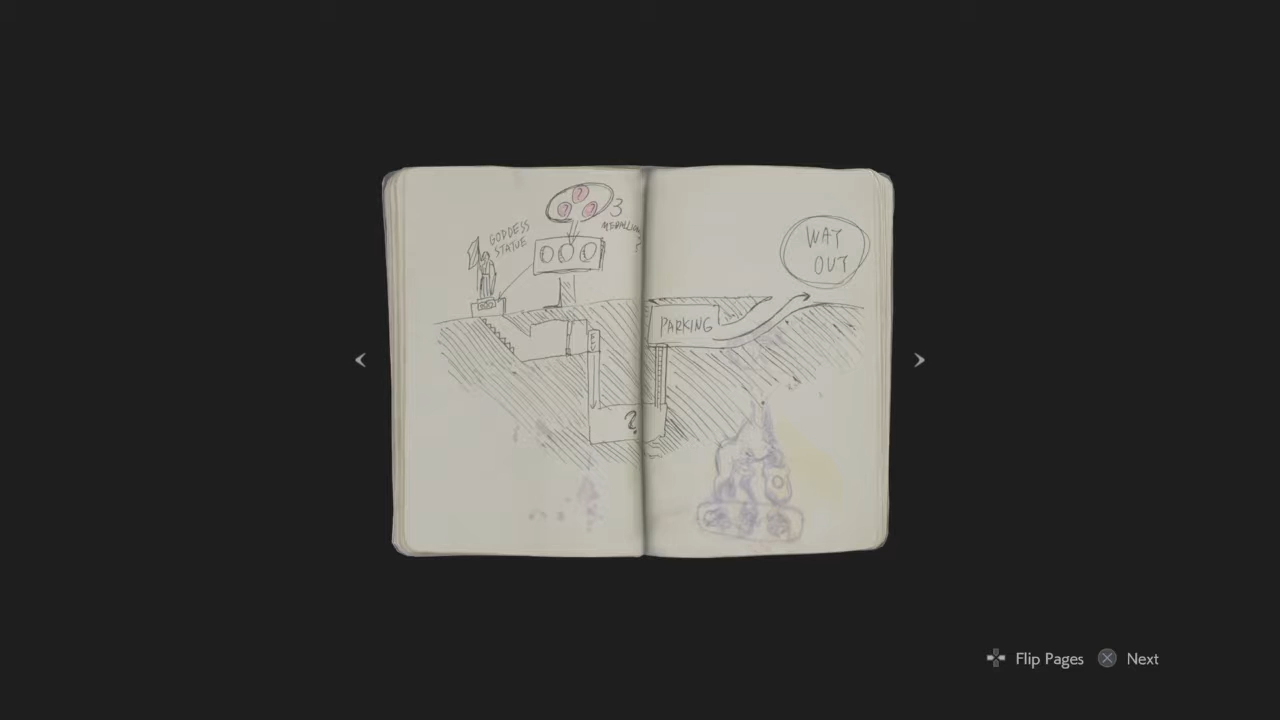 3
MEDALLIONS
?
GODDESS
STATUE
WAY
OUT
PARKING
?
Flip Pages
Next